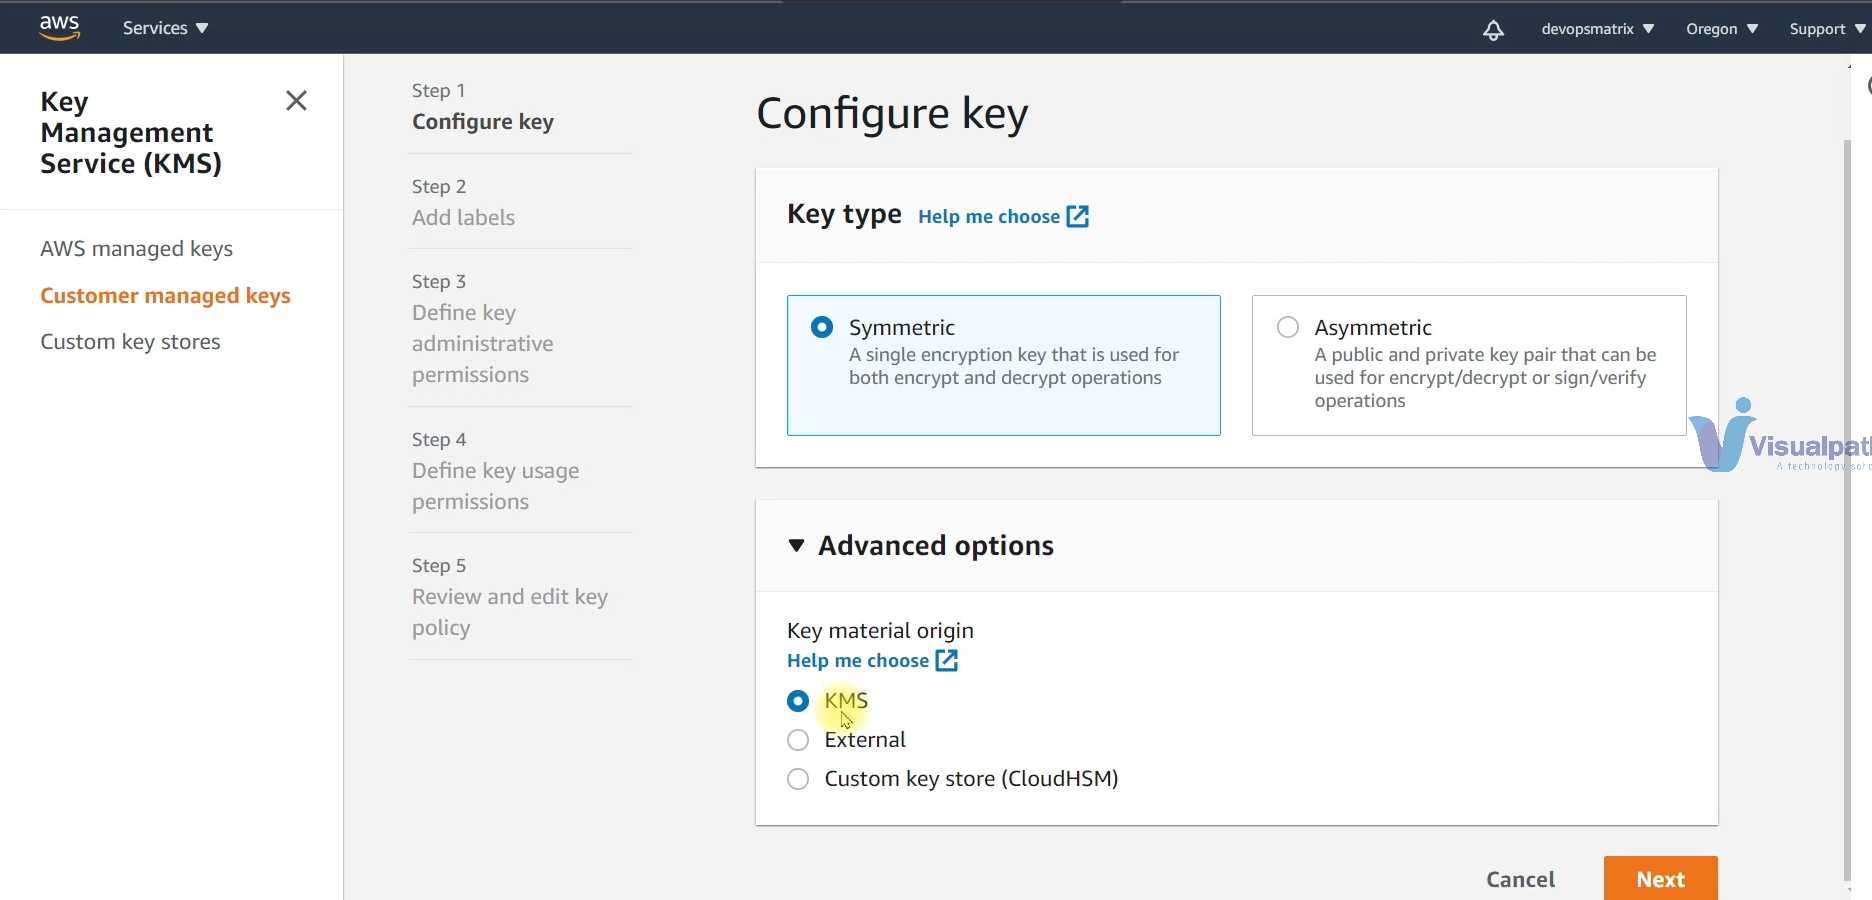 aws
Services
devopsmatrix
Oregon
Support
Key
Management
Service (KMS)
AWS managed keys
Customer managed keys
Custom key stores
Step 1
Configure key
Step 2
Add labels
Step 3
Define key
administrative
permissions
Step 4
Define key usage
permissions
Step 5
Review and edit key
policy
Configure key
Key type Help me choose
Symmetric
A single encryption key that is used for
both encrypt and decrypt operations
Asymmetric
A public and private key pair that can be
used for encrypt/decrypt or sign/verify
operations
Visualpat
A technology
Advanced options
Key material origin
Help me choose
KMS
External
Custom key store (CloudHSM)
Cancel
Next